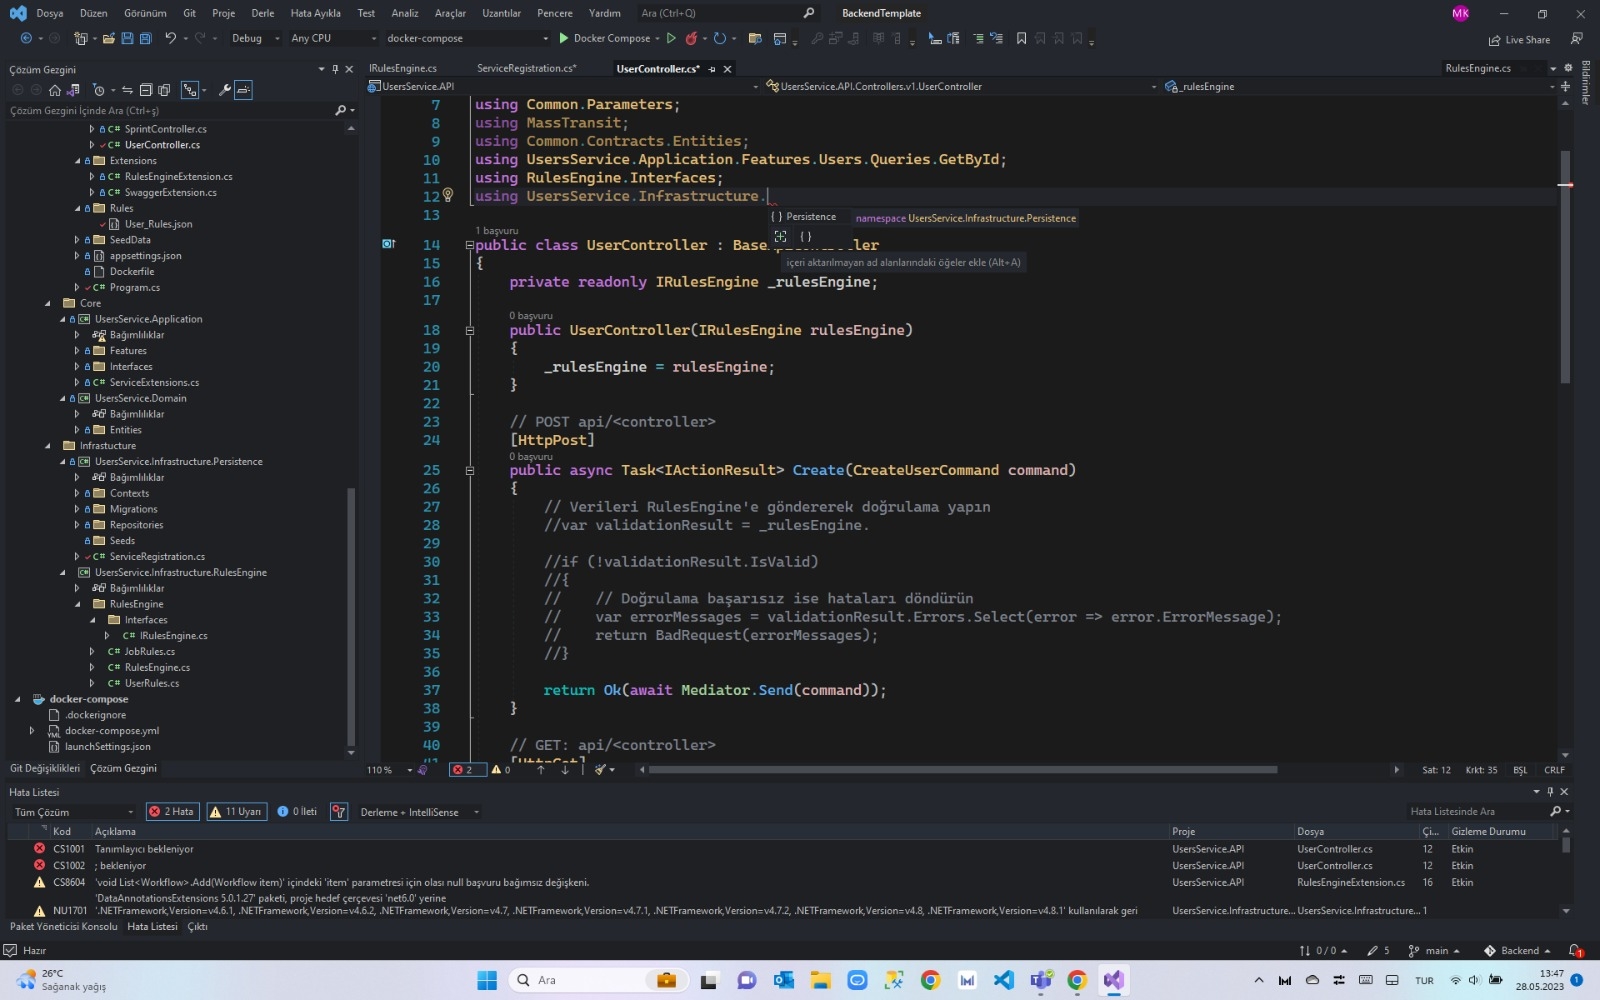 Dosya Düzen Görünüm Git Proje Derle Hata Ayıkla Test Analiz Araçlar Uzantılar Pencere Yardım Ara (Ctrl+Q) BackendTemplate MK
Debug Any CPU docker-compose Docker Compose Live Share
Çözüm Gezgini
Çözüm Gezgini İçinde Ara (Ctrl+ş)
SprintController.cs
UserController.cs
Extensions
RulesEngineExtension.cs
SwaggerExtension.cs
Rules
User_Rules.json
SeedData
appsettings.json
Dockerfile
Program.cs
Core
UsersService.Application
Bağımlılıklar
Features
Interfaces
ServiceExtensions.cs
UsersService.Domain
Bağımlılıklar
Entities
Infrastucture
UsersService.Infrastructure.Persistence
Bağımlılıklar
Contexts
Migrations
Repositories
Seeds
ServiceRegistration.cs
UsersService.Infrastructure.RulesEngine
Bağımlılıklar
RulesEngine
Interfaces
IRulesEngine.cs
JobRules.cs
RulesEngine.cs
UserRules.cs
docker-compose
.dockerignore
docker-compose.yml
launchSettings.json
Git Değişiklikleri Çözüm Gezgini
IRulesEngine.cs ServiceRegistration.cs* UserController.cs* RulesEngine.cs
Bildirimler
UsersService.API UsersService.API.Controllers.v1.UserController _rulesEngine
7 using Common.Parameters;
8 using MassTransit;
9 using Common.Contracts.Entities;
10 using UsersService.Application.Features.Users.Queries.GetById;
11 using RulesEngine.Interfaces;
12 using UsersService.Infrastructure.
{ } Persistence namespace UsersService.Infrastructure.Persistence
{ }
içeri aktarılmayan ad alanlarındaki öğeler ekle (Alt+A)
13
1 başvuru
14 public class UserController : Base
15 {
16 private readonly IRulesEngine _rulesEngine;
17
0 başvuru
18 public UserController(IRulesEngine rulesEngine)
19 {
20 _rulesEngine = rulesEngine;
21 }
22
23 // POST api/<controller>
24 [HttpPost]
0 başvuru
25 public async Task<IActionResult> Create(CreateUserCommand command)
26 {
27 // Verileri RulesEngine'e göndererek doğrulama yapın
28 //var validationResult = _rulesEngine.
29
30 //if (!validationResult.IsValid)
31 //{
32 // // Doğrulama başarısız ise hataları döndürün
33 // var errorMessages = validationResult.Errors.Select(error => error.ErrorMessage);
34 // return BadRequest(errorMessages);
35 //}
36
37 return Ok(await Mediator.Send(command));
38 }
39
40 // GET: api/<controller>
41 [HttpGet]
110 % 2 0 Sat: 12 Krkt: 35 BŞL CRLF
Hata Listesi
Tüm Çözüm 2 Hata 11 Uyarı 0 İleti Derleme + IntelliSense Hata Listesinde Ara
Kod Açıklama Proje Dosya Çi... Gizleme Durumu
CS1001 Tanımlayıcı bekleniyor UsersService.API UserController.cs 12 Etkin
CS1002 ; bekleniyor UsersService.API UserController.cs 12 Etkin
CS8604 'void List<Workflow>.Add(Workflow item)' içindeki 'item' parametresi için olası null başvuru bağımsız değişkeni. UsersService.API RulesEngineExtension.cs 16 Etkin
'DataAnnotationsExtensions 5.0.1.27' paketi, proje hedef çerçevesi 'net6.0' yerine
NU1701 '.NETFramework,Version=v4.6.1, .NETFramework,Version=v4.6.2, .NETFramework,Version=v4.7, .NETFramework,Version=v4.7.1, .NETFramework,Version=v4.7.2, .NETFramework,Version=v4.8, .NETFramework,Version=v4.8.1' kullanılarak geri UsersService.Infrastructure... UsersService.Infrastructure... 1
Paket Yöneticisi Konsolu Hata Listesi Çıktı
Hazır 0 / 0 5 main Backend 1
26°C
Sağanak yağış
Ara
TUR
13:47
28.05.2023
1